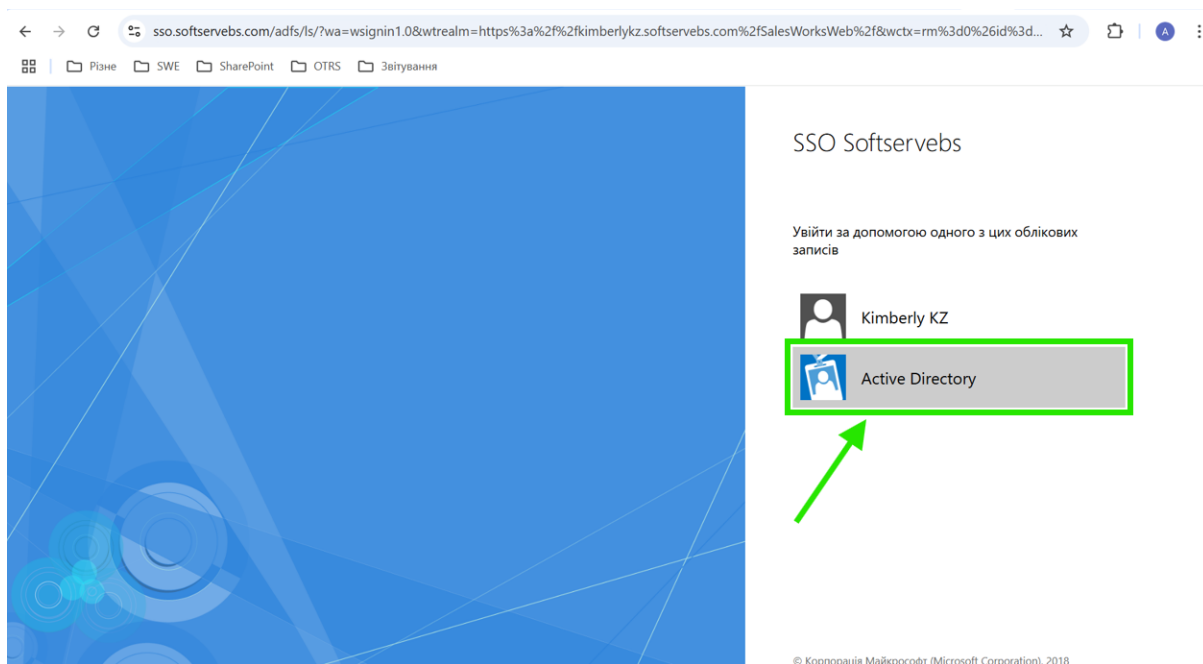 sso.softservebs.com/adfs/ls/?wa=wsignin1.0&wtrealm=https%3a%2f%2fkimberlykz.softservebs.com%2fSalesWorksWeb%2f&wctx=rm%3d0%26id%3d...
A
Різне SWE SharePoint OTRS Звітування
SSO Softservebs
Увійти за допомогою одного з цих облікових
записів
Kimberly KZ
Active Directory
© Корпорація Майкрософт (Microsoft Corporation), 2018